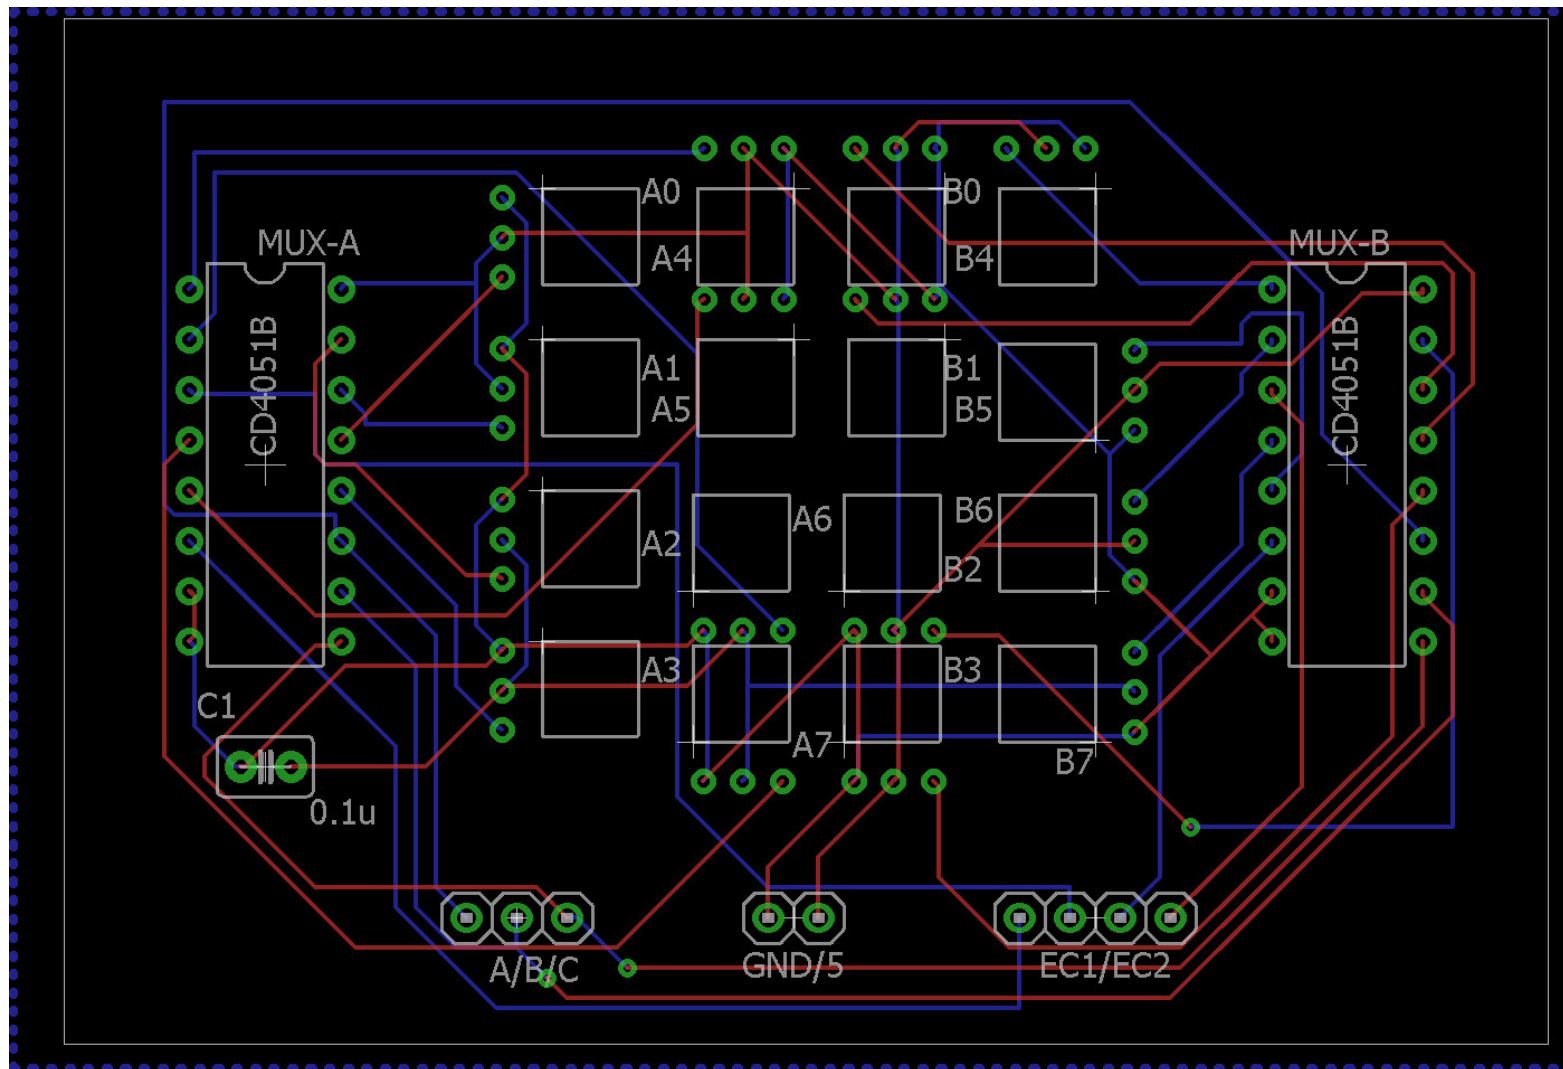 A0
B0
MUX-A
MUX-B
A4
B4
CD4051B
CD4051B
A1
B1
A5
B5
A6
B6
A2
B2
A3
B3
C1
A7
B7
0.1u
A/B/C
GND/5
EC1/EC2